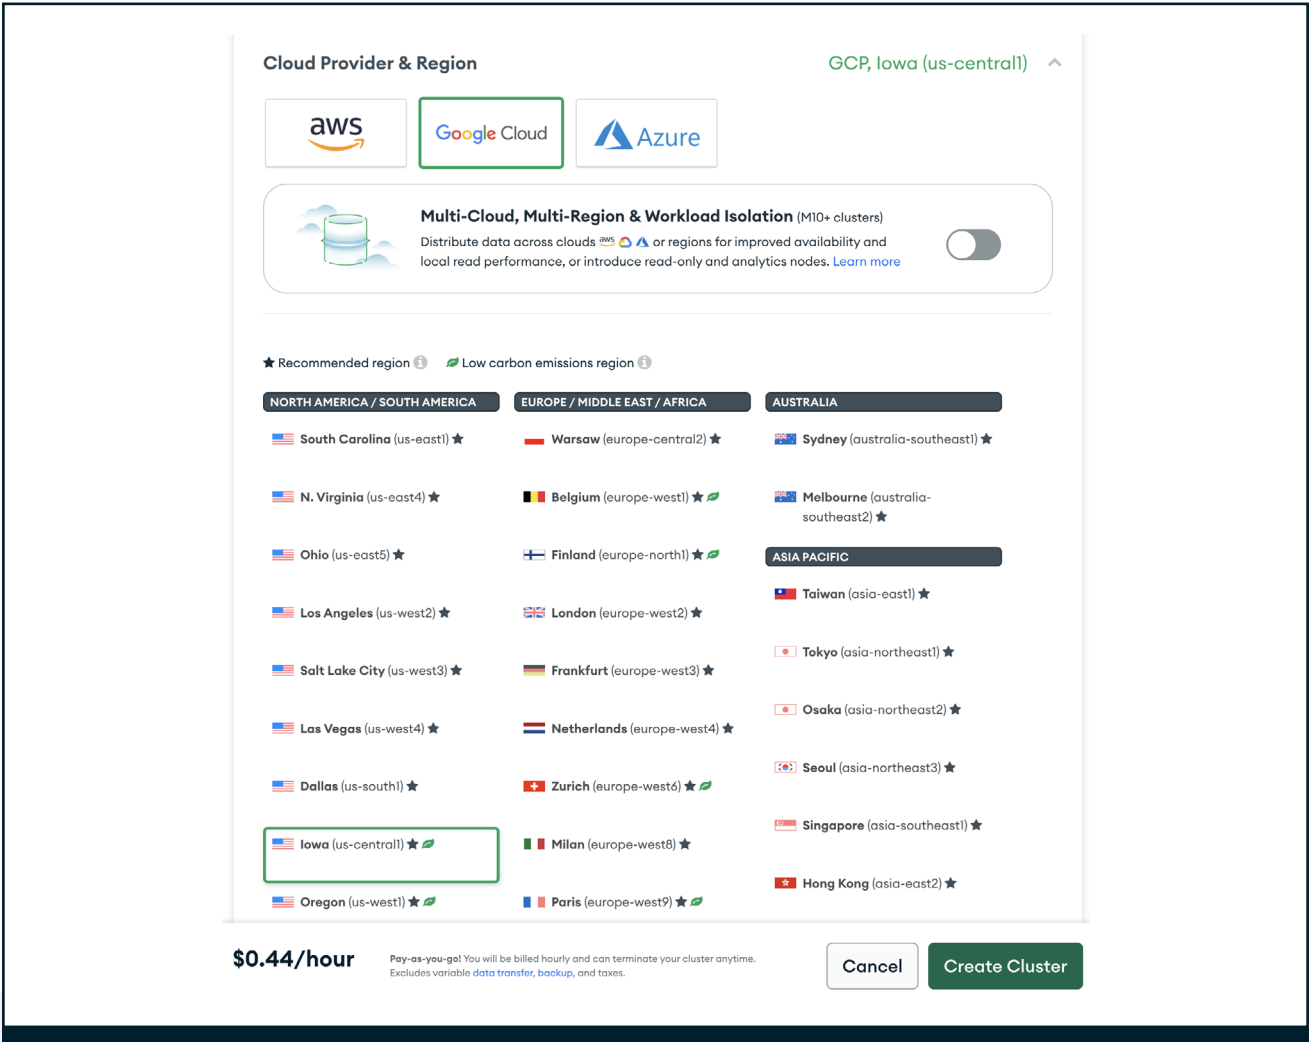 Cloud Provider & Region
GCP, Iowa (us-central1)
aws
Google Cloud
Azure
Multi-Cloud, Multi-Region & Workload Isolation (M10+ clusters)
Distribute data across clouds aws or regions for improved availability and
local read performance, or introduce read-only and analytics nodes. Learn more
Recommended region
Low carbon emissions region
NORTH AMERICA / SOUTH AMERICA
South Carolina (us-east1)
N. Virginia (us-east4)
Ohio (us-east5)
Los Angeles (us-west2)
Salt Lake City (us-west3)
Las Vegas (us-west4)
Dallas (us-south1)
Iowa (us-central1)
Oregon (us-west1)
EUROPE / MIDDLE EAST / AFRICA
Warsaw (europe-central2)
Belgium (europe-west1)
Finland (europe-north1)
London (europe-west2)
Frankfurt (europe-west3)
Netherlands (europe-west4)
Zurich (europe-west6)
Milan (europe-west8)
Paris (europe-west9)
AUSTRALIA
Sydney (australia-southeast1)
Melbourne (australia-
southeast2)
ASIA PACIFIC
Taiwan (asia-east1)
Tokyo (asia-northeast1)
Osaka (asia-northeast2)
Seoul (asia-northeast3)
Singapore (asia-southeast1)
Hong Kong (asia-east2)
$0.44/hour
Pay-as-you-go! You will be billed hourly and can terminate your cluster anytime.
Excludes variable data transfer, backup, and taxes.
Cancel
Create Cluster